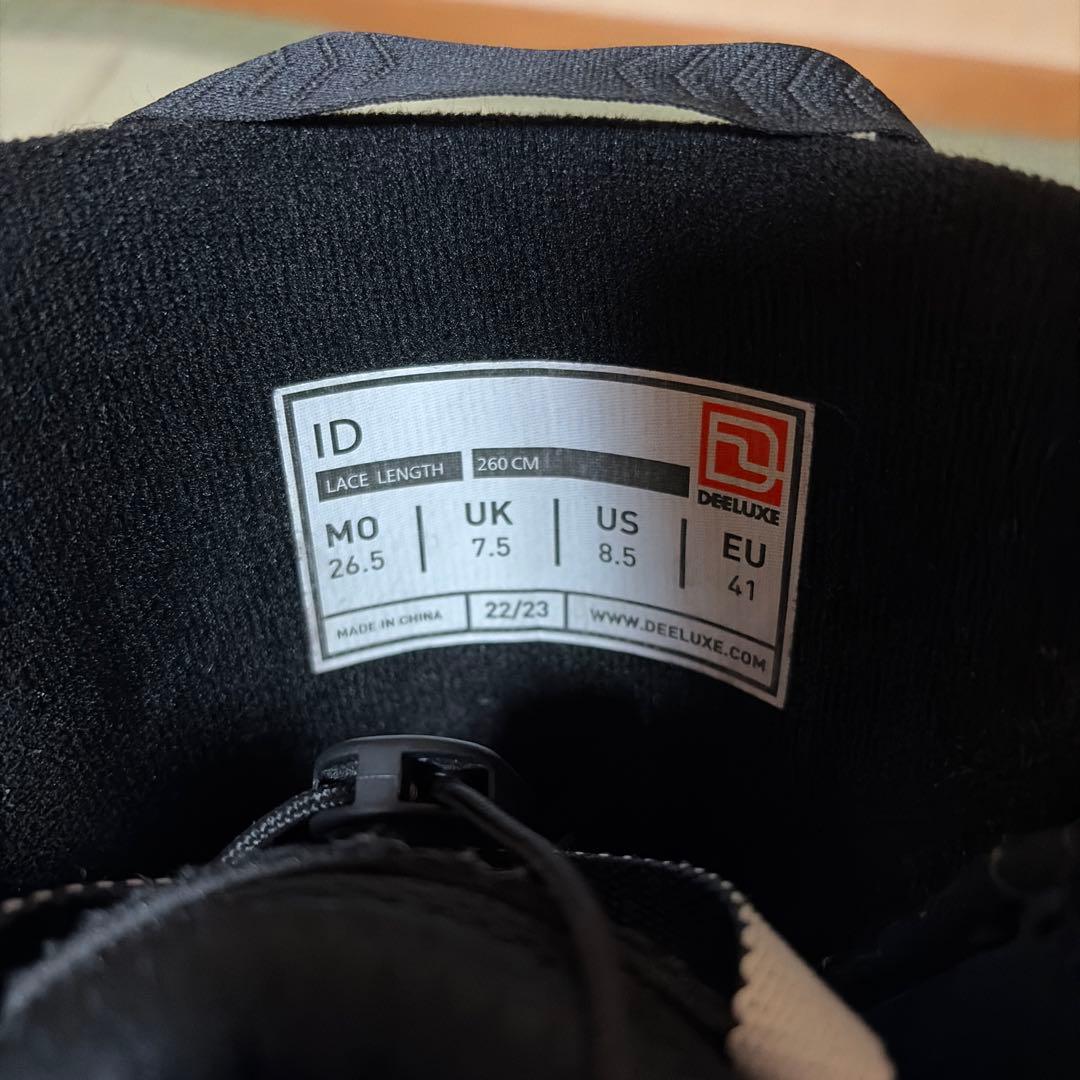 ID
LACE LENGTH 260 CM
DEELUXE
MO UK US EU
26.5 7.5 8.5 41
MADE IN CHINA 22/23 WWW.DEELUXE.COM